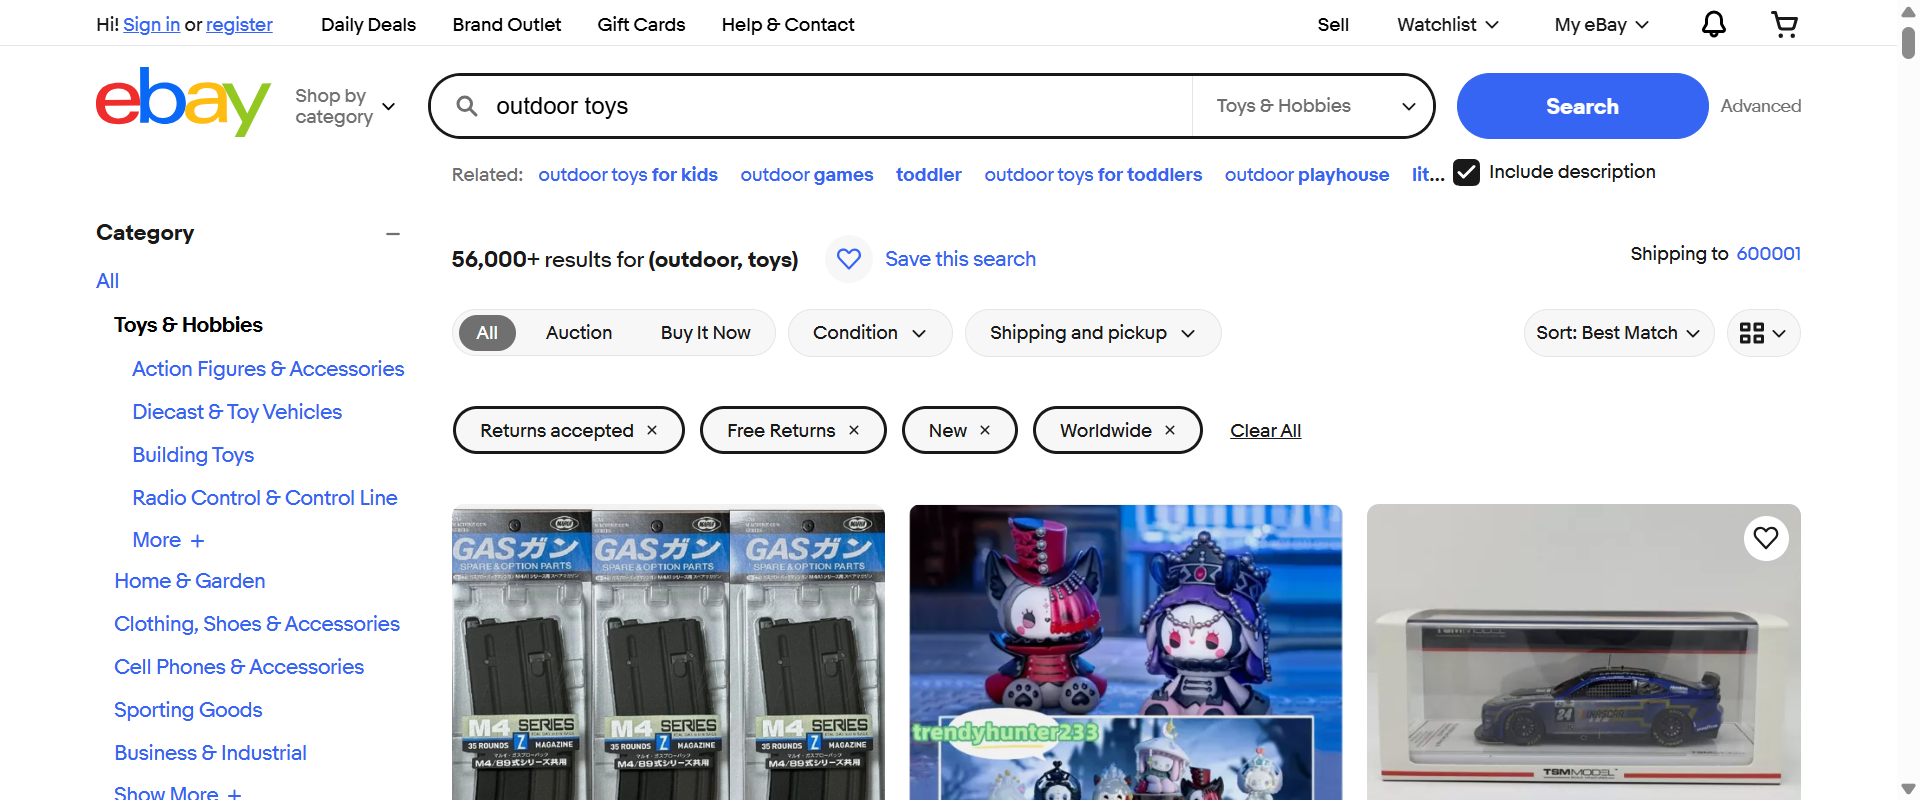 Hi! Sign in or register
Daily Deals
Brand Outlet
Gift Cards
Help & Contact
Sell
Watchlist
My eBay
ebay
Shop by
category
outdoor toys
Toys & Hobbies
Search
Advanced
Related: outdoor toys for kids outdoor games toddler outdoor toys for toddlers outdoor playhouse lit...
Include description
Category
All
Toys & Hobbies
Action Figures & Accessories
Diecast & Toy Vehicles
Building Toys
Radio Control & Control Line
More +
Home & Garden
Clothing, Shoes & Accessories
Cell Phones & Accessories
Sporting Goods
Business & Industrial
Show More +
56,000+ results for (outdoor, toys)
Save this search
Shipping to 600001
All
Auction
Buy It Now
Condition
Shipping and pickup
Sort: Best Match
Returns accepted ×
Free Returns ×
New ×
Worldwide ×
Clear All
GASガン
SPARE & OPTION PARTS
M4 SERIES
35 ROUNDS Z MAGAZINE
M4/89式シリーズ共用
GASガン
SPARE & OPTION PARTS
M4 SERIES
35 ROUNDS Z MAGAZINE
M4/89式シリーズ共用
GASガン
SPARE & OPTION PARTS
M4 SERIES
35 ROUNDS Z MAGAZINE
M4/89式シリーズ共用
trendyhunter233
TSMMODEL
24
TSMMODEL